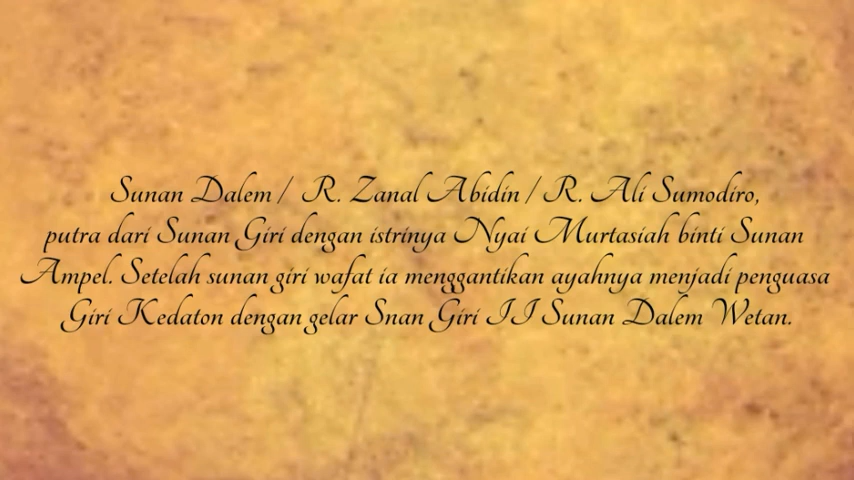 Sunan Dalem / R. Zanal Abidin / R. Ali Sumodiro,
putra dari Sunan Giri dengan istrinya Nyai Murtasiah binti Sunan
Ampel. Setelah sunan giri wafat ia menggantikan ayahnya menjadi penguasa
Giri Kedaton dengan gelar Snan Giri II Sunan Dalem Wetan.